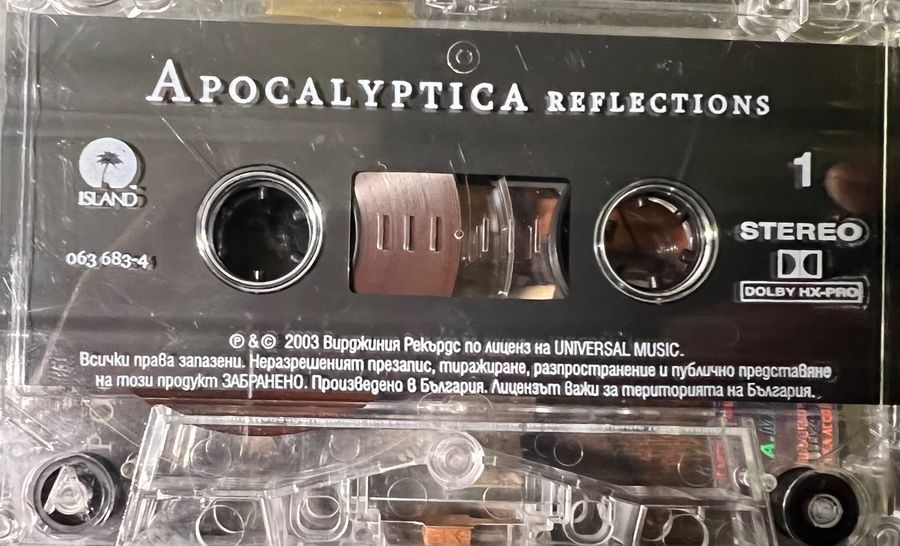 APOCALYPTICA REFLECTIONS
1
ISLAND
STEREO
063 683-4
DOLBY HX-PRO
℗ & © 2003 Вирджиния Рекърдс по лиценз на UNIVERSAL MUSIC.
Всички права запазени. Неразрешеният презапис, тиражиране, разпространение и публично представяне
на този продукт ЗАБРАНЕНО. Произведено в България. Лицензът важи за територията на България.